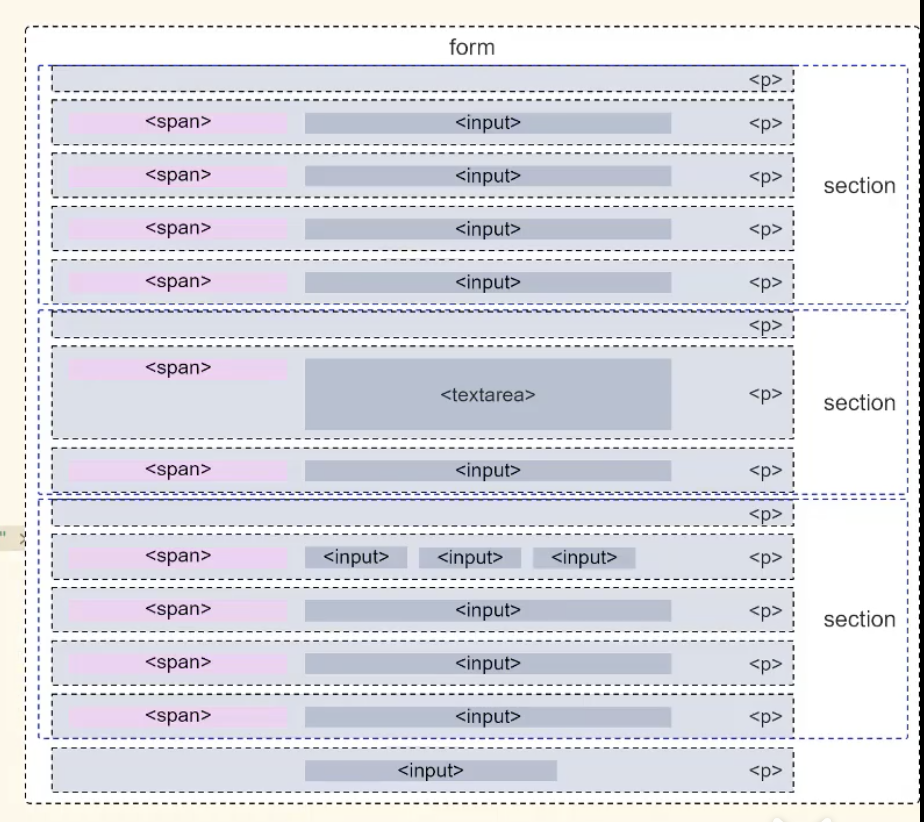 form
<p>
<span> <input> <p>
<span> <input> <p>
section
<span> <input> <p>
<span> <input> <p>
<p>
<span>
<textarea> <p>
section
<span> <input> <p>
<p>
<span> <input> <input> <input> <p>
<span> <input> <p>
section
<span> <input> <p>
<span> <input> <p>
<input> <p>
"